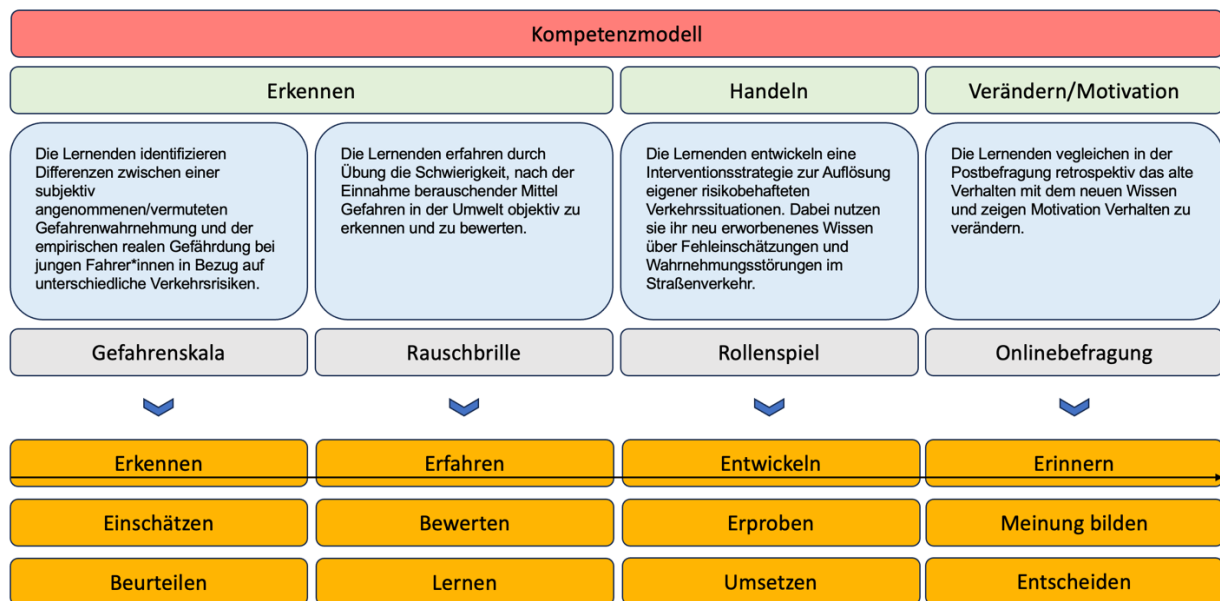 Kompetenzmodell
Erkennen
Handeln
Verändern/Motivation
Die Lernenden identifizieren
Differenzen zwischen einer
subjektiv
angenommenen/vermuteten
Gefahrenwahrnehmung und der
empirischen realen Gefährdung bei
jungen Fahrer*innen in Bezug auf
unterschiedliche Verkehrsrisiken.
Die Lernenden erfahren durch
Übung die Schwierigkeit, nach der
Einnahme berauschender Mittel
Gefahren in der Umwelt objektiv zu
erkennen und zu bewerten.
Die Lernenden entwickeln eine
Interventionsstrategie zur Auflösung
eigener risikobehafteten
Verkehrssituationen. Dabei nutzen
sie ihr neu erworbenenes Wissen
über Fehleinschätzungen und
Wahrnehmungsstörungen im
Straßenverkehr.
Die Lernenden vegleichen in der
Postbefragung retrospektiv das alte
Verhalten mit dem neuen Wissen
und zeigen Motivation Verhalten zu
verändern.
Gefahrenskala
Rauschbrille
Rollenspiel
Onlinebefragung
Erkennen
Erfahren
Entwickeln
Erinnern
Einschätzen
Bewerten
Erproben
Meinung bilden
Beurteilen
Lernen
Umsetzen
Entscheiden